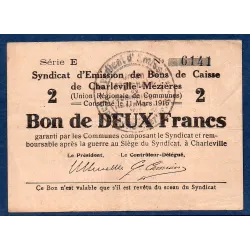 Série E 6141
Syndicat d'Emission de Bons de Caisse
de Charleville-Mézières
2 (Union Régionale de Communes) 2
Constitué le 11 Mars 1916
Bon de DEUX Francs
garanti par les Communes composant le Syndicat et rem-
boursable après la guerre au Siège du Syndicat, à Charleville
Le Président, Le Contrôleur-Délégué,
Ce Bon n'est valable que s'il est revêtu du sceau du Syndicat